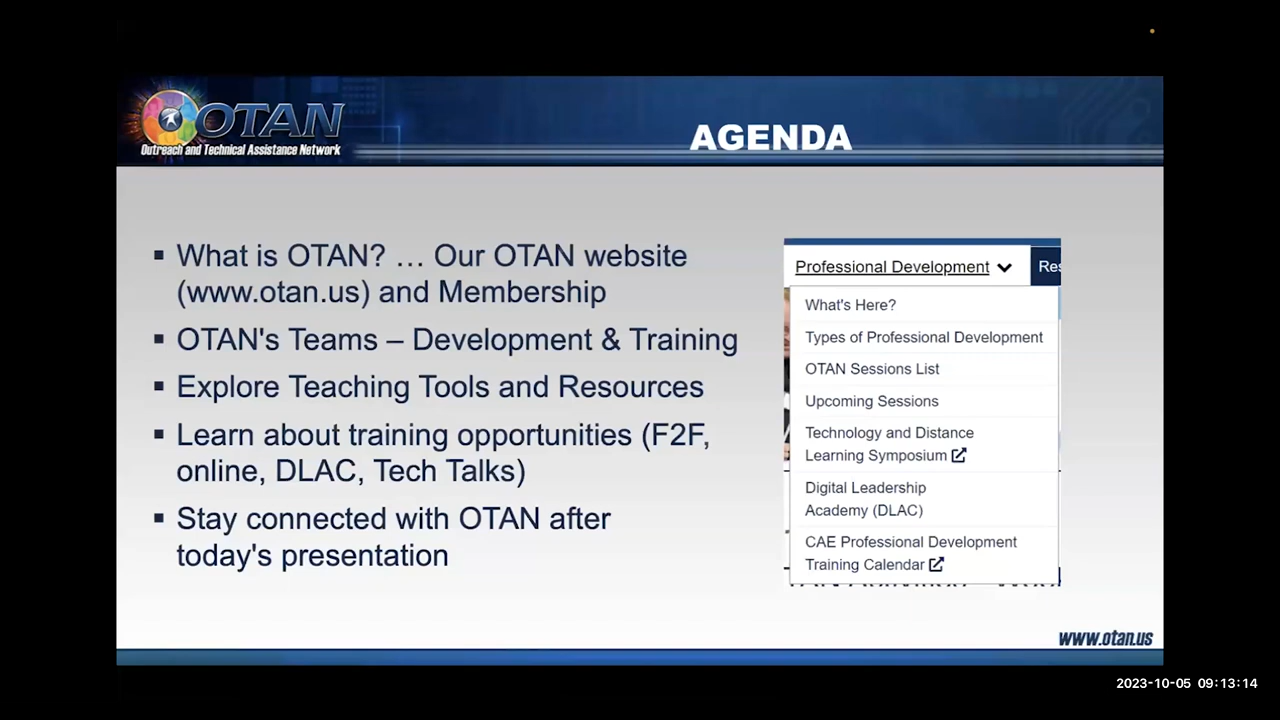 OTAN
Outreach and Technical Assistance Network
AGENDA
▪ What is OTAN? … Our OTAN website
(www.otan.us) and Membership
▪ OTAN's Teams – Development & Training
▪ Explore Teaching Tools and Resources
▪ Learn about training opportunities (F2F,
online, DLAC, Tech Talks)
▪ Stay connected with OTAN after
today's presentation
Professional Development
What's Here?
Types of Professional Development
OTAN Sessions List
Upcoming Sessions
Technology and Distance
Learning Symposium
Digital Leadership
Academy (DLAC)
CAE Professional Development
Training Calendar
www.otan.us
2023-10-05 09:13:14